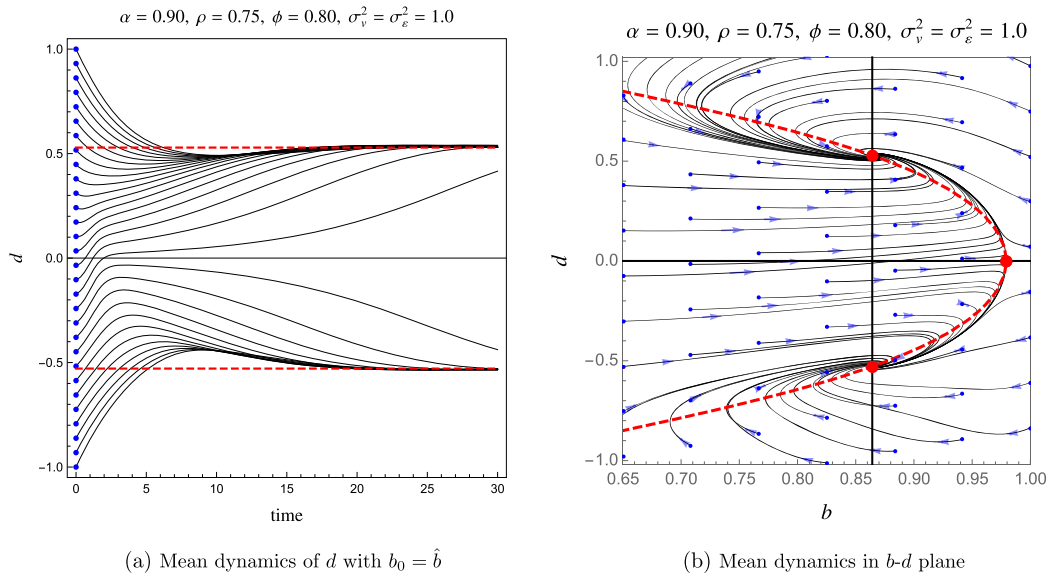 α = 0.90, ρ = 0.75, ϕ = 0.80, σ_ν^2 = σ_ε^2 = 1.0
1.0
0.5
0.0
−0.5
−1.0
d
0 5 10 15 20 25 30
time
(a) Mean dynamics of d with b_0 = b̂
α = 0.90, ρ = 0.75, ϕ = 0.80, σ_ν^2 = σ_ε^2 = 1.0
1.0
0.5
0.0
−0.5
−1.0
d
0.65 0.70 0.75 0.80 0.85 0.90 0.95 1.00
b
(b) Mean dynamics in b-d plane